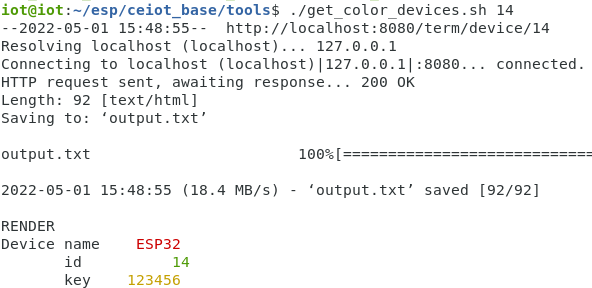 iot@iot:~/esp/ceiot_base/tools$ ./get_color_devices.sh 14
--2022-05-01 15:48:55--  http://localhost:8080/term/device/14
Resolving localhost (localhost)... 127.0.0.1
Connecting to localhost (localhost)|127.0.0.1|:8080... connected.
HTTP request sent, awaiting response... 200 OK
Length: 92 [text/html]
Saving to: ‘output.txt’
output.txt                       100%[============================
2022-05-01 15:48:55 (18.4 MB/s) - ‘output.txt’ saved [92/92]
RENDER
Device name    ESP32
       id          14
       key    123456